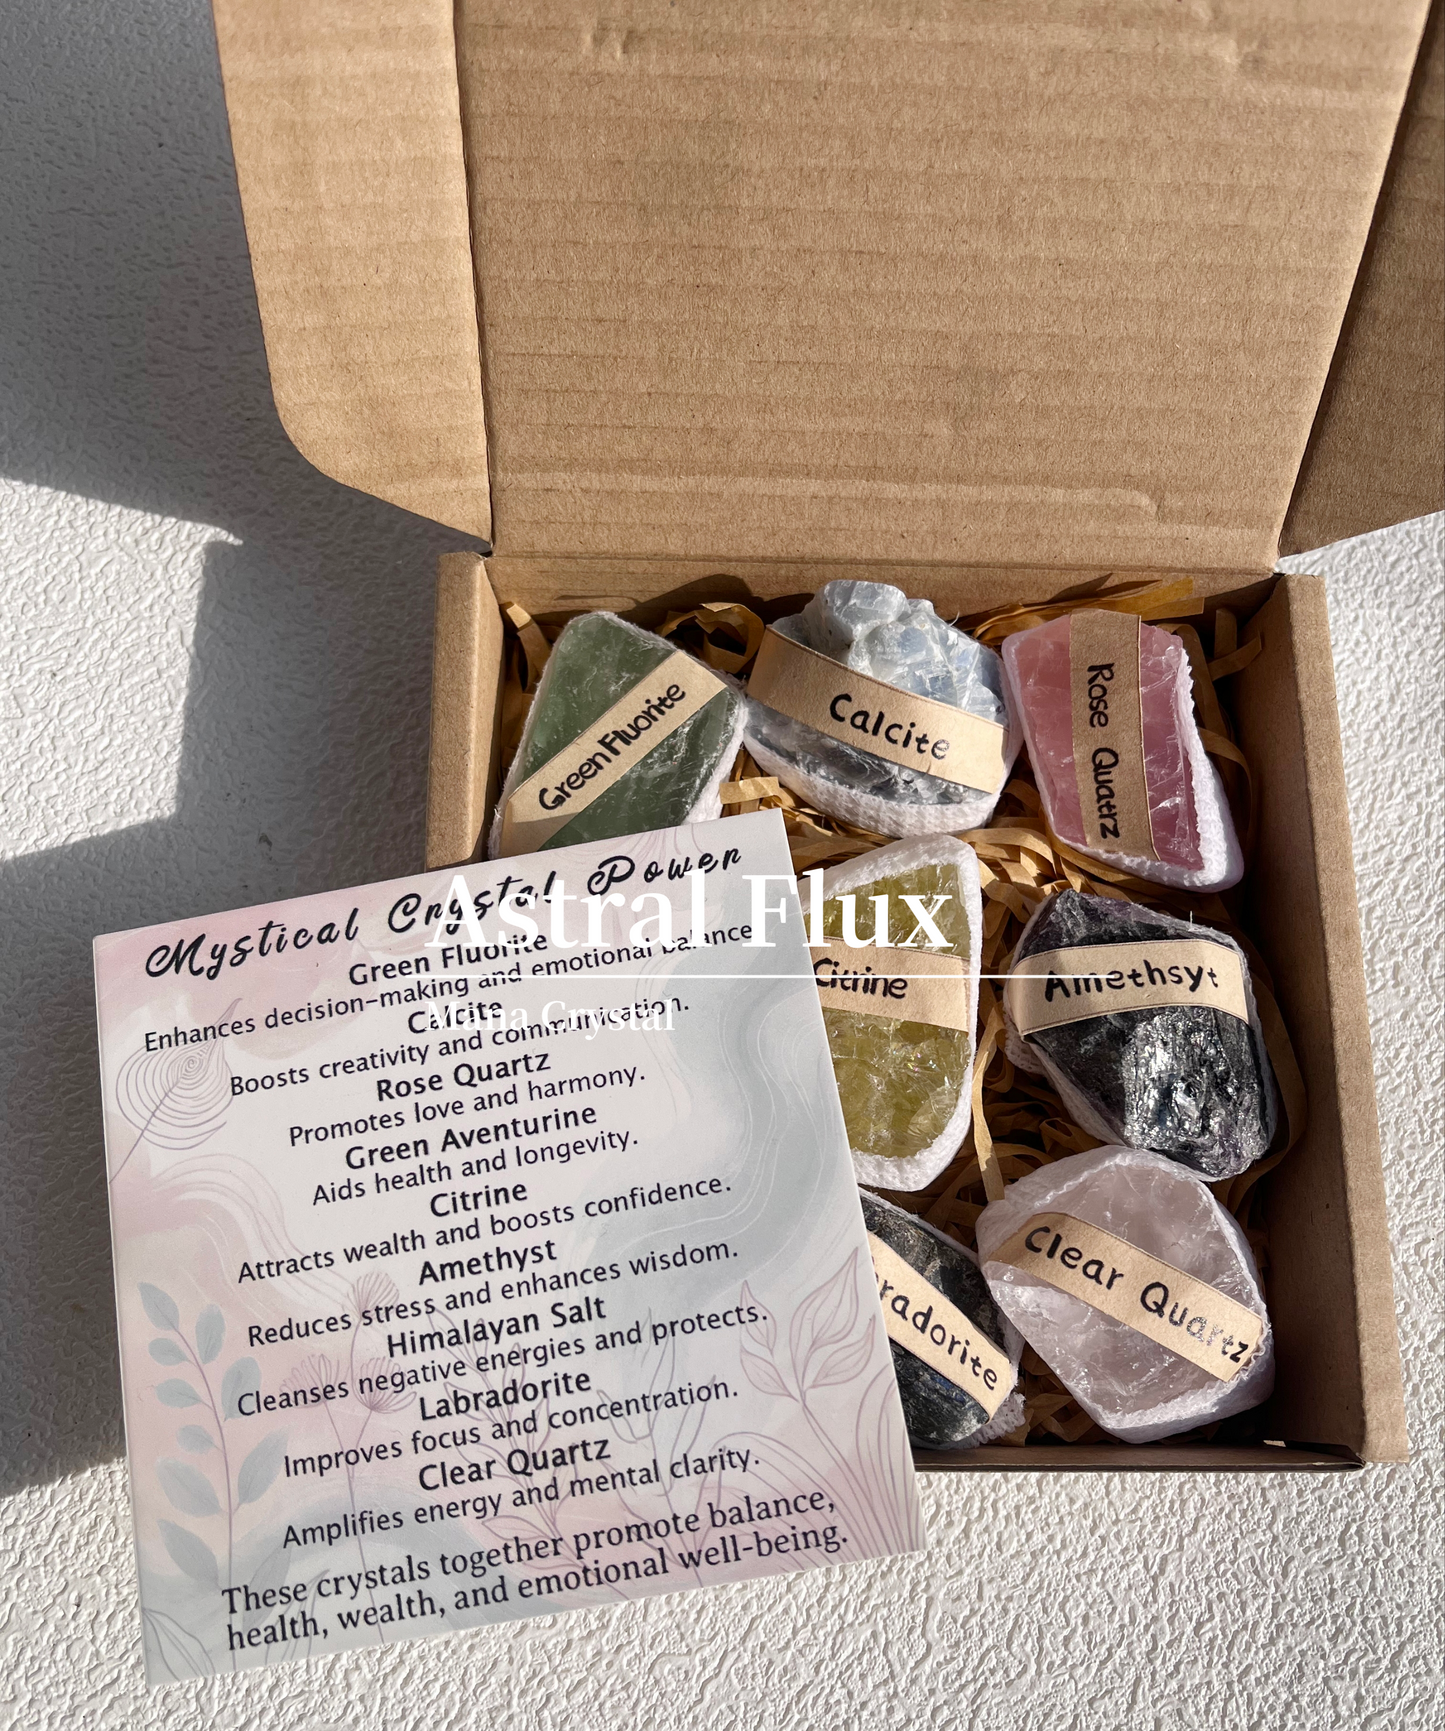 Green Fluorite
Calcite
Rose Quatrz
Citrine
Amethsyt
radorite
Clear Quartz
Mystical Crystal Power
Green Fluorite
Enhances decision-making and emotional balance
Calcite
Boosts creativity and communication.
Rose Quartz
Promotes love and harmony.
Green Aventurine
Aids health and longevity.
Citrine
Attracts wealth and boosts confidence.
Amethyst
Reduces stress and enhances wisdom.
Himalayan Salt
Cleanses negative energies and protects.
Labradorite
Improves focus and concentration.
Clear Quartz
Amplifies energy and mental clarity.
These crystals together promote balance,
health, wealth, and emotional well-being.
Astral Flux
Mana Crystal